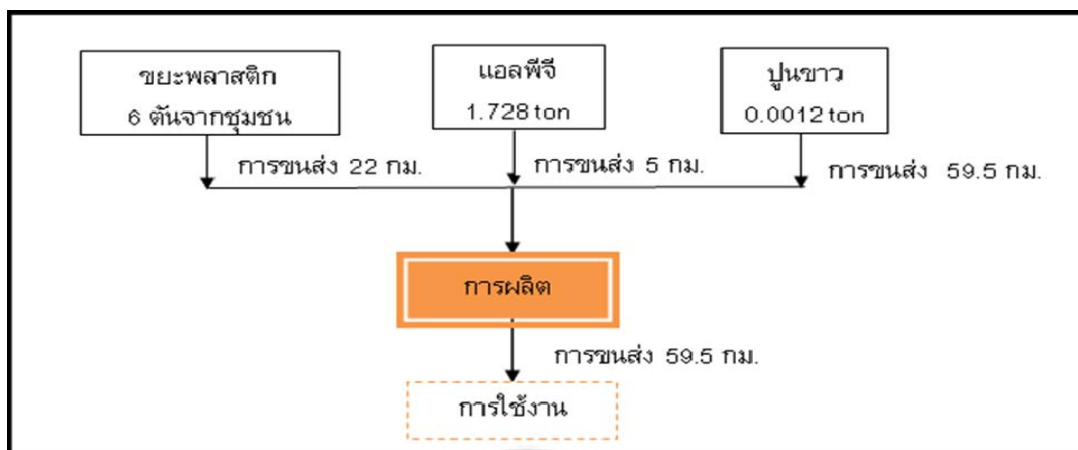 ขยะพลาสติก
6 ตันจากชุมชน
แอลพีจี
1.728 ton
ปูนขาว
0.0012 ton
การขนส่ง 22 กม.
การขนส่ง 5 กม.
การขนส่ง 59.5 กม.
การผลิต
การขนส่ง 59.5 กม.
การใช้งาน